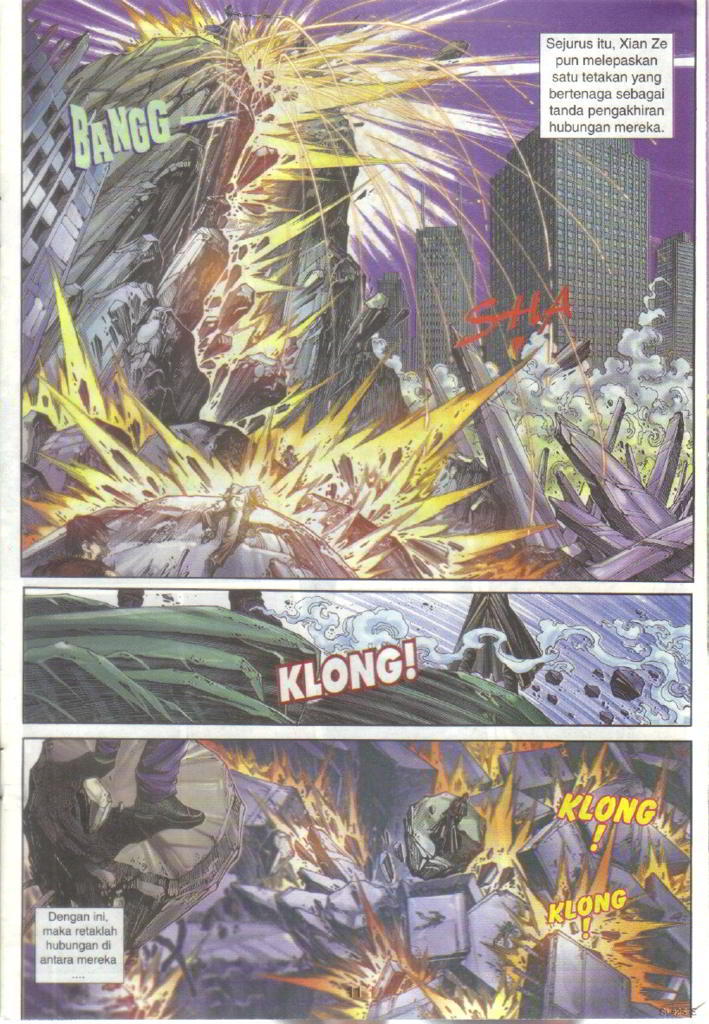 Sejurus itu, Xian Ze
pun melepaskan
satu tetakan yang
bertenaga sebagai
tanda pengakhiran
hubungan mereka.
BANGG
SHA
KLONG!
KLONG
!
KLONG
!
Dengan ini,
maka retaklah
hubungan di
antara mereka
....
11